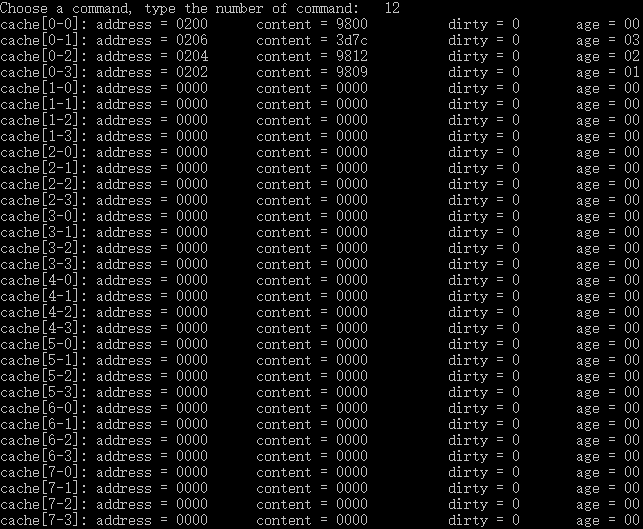 Choose a command, type the number of command:   12
cache[0-0]: address = 0200      content = 9800          dirty = 0       age = 00
cache[0-1]: address = 0206      content = 3d7c          dirty = 0       age = 03
cache[0-2]: address = 0204      content = 9812          dirty = 0       age = 02
cache[0-3]: address = 0202      content = 9809          dirty = 0       age = 01
cache[1-0]: address = 0000      content = 0000          dirty = 0       age = 00
cache[1-1]: address = 0000      content = 0000          dirty = 0       age = 00
cache[1-2]: address = 0000      content = 0000          dirty = 0       age = 00
cache[1-3]: address = 0000      content = 0000          dirty = 0       age = 00
cache[2-0]: address = 0000      content = 0000          dirty = 0       age = 00
cache[2-1]: address = 0000      content = 0000          dirty = 0       age = 00
cache[2-2]: address = 0000      content = 0000          dirty = 0       age = 00
cache[2-3]: address = 0000      content = 0000          dirty = 0       age = 00
cache[3-0]: address = 0000      content = 0000          dirty = 0       age = 00
cache[3-1]: address = 0000      content = 0000          dirty = 0       age = 00
cache[3-2]: address = 0000      content = 0000          dirty = 0       age = 00
cache[3-3]: address = 0000      content = 0000          dirty = 0       age = 00
cache[4-0]: address = 0000      content = 0000          dirty = 0       age = 00
cache[4-1]: address = 0000      content = 0000          dirty = 0       age = 00
cache[4-2]: address = 0000      content = 0000          dirty = 0       age = 00
cache[4-3]: address = 0000      content = 0000          dirty = 0       age = 00
cache[5-0]: address = 0000      content = 0000          dirty = 0       age = 00
cache[5-1]: address = 0000      content = 0000          dirty = 0       age = 00
cache[5-2]: address = 0000      content = 0000          dirty = 0       age = 00
cache[5-3]: address = 0000      content = 0000          dirty = 0       age = 00
cache[6-0]: address = 0000      content = 0000          dirty = 0       age = 00
cache[6-1]: address = 0000      content = 0000          dirty = 0       age = 00
cache[6-2]: address = 0000      content = 0000          dirty = 0       age = 00
cache[6-3]: address = 0000      content = 0000          dirty = 0       age = 00
cache[7-0]: address = 0000      content = 0000          dirty = 0       age = 00
cache[7-1]: address = 0000      content = 0000          dirty = 0       age = 00
cache[7-2]: address = 0000      content = 0000          dirty = 0       age = 00
cache[7-3]: address = 0000      content = 0000          dirty = 0       age = 00